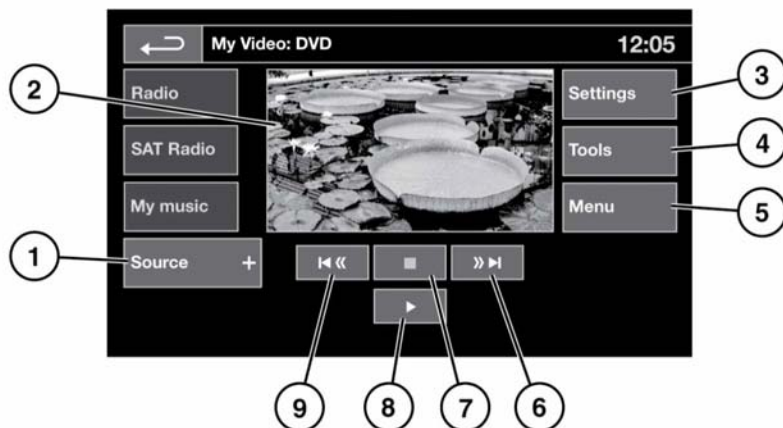 My Video: DVD 12:05
2 Radio Settings 3
SAT Radio Tools 4
My music Menu 5
1 Source +
9 8 7 6